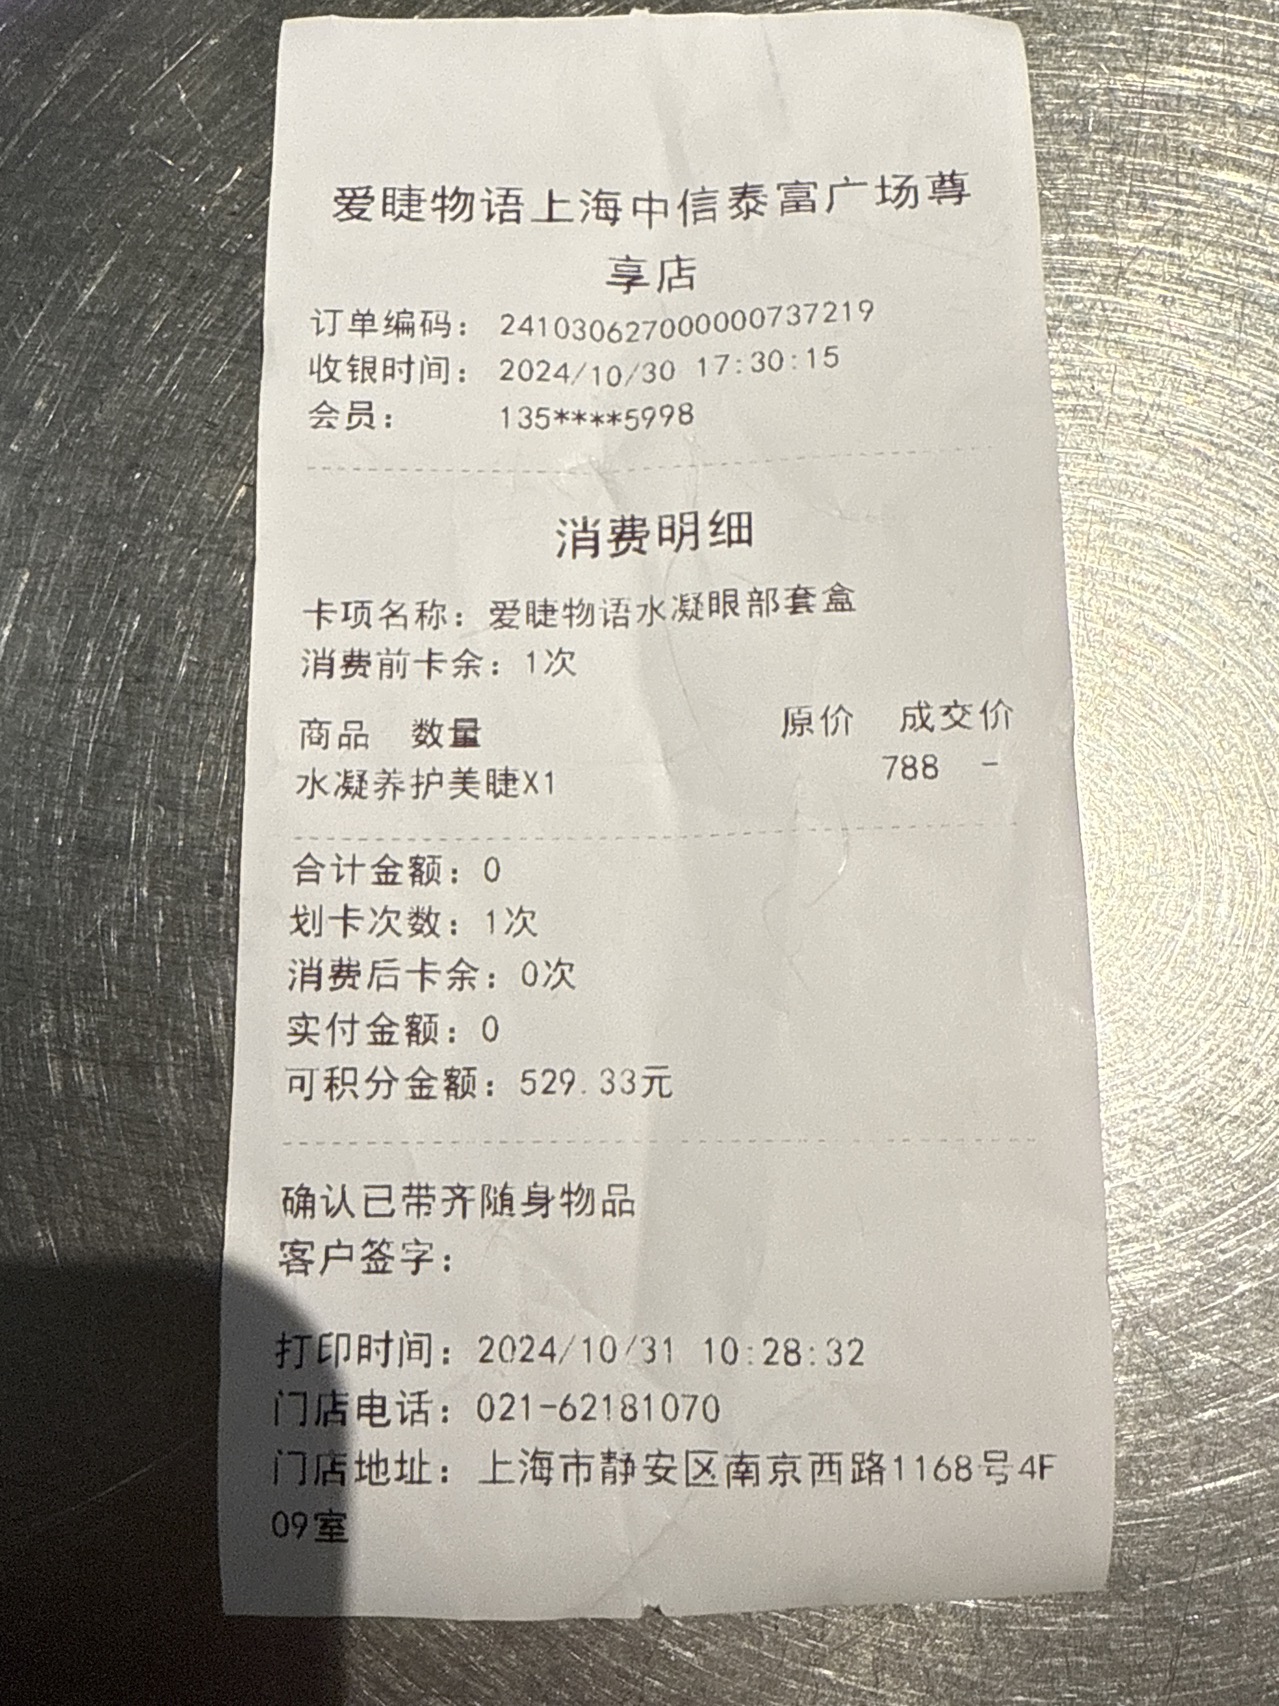 爱睫物语上海中信泰富广场尊
享店
订单编码： 241030627000000737219
收银时间： 2024/10/30 17:30:15
会员： 135****5998
消费明细
卡项名称：爱睫物语水凝眼部套盒
消费前卡余：1次
商品 数量 原价 成交价
水凝养护美睫X1 788 -
合计金额：0
划卡次数：1次
消费后卡余：0次
实付金额：0
可积分金额：529.33元
确认已带齐随身物品
客户签字：
打印时间：2024/10/31 10:28:32
门店电话：021-62181070
门店地址：上海市静安区南京西路1168号4F
09室